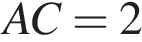 AC = 2